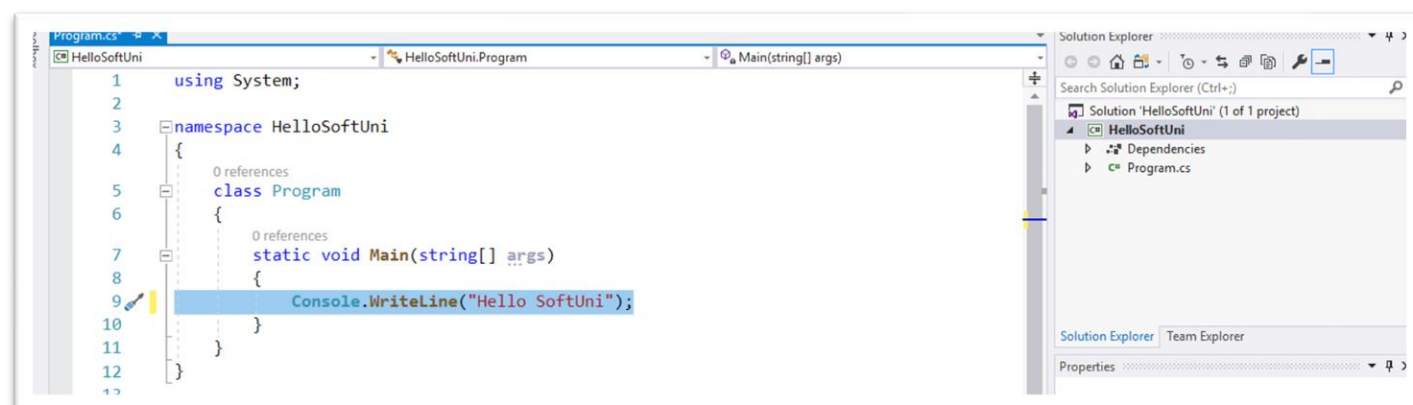 Program.cs*
HelloSoftUni
HelloSoftUni.Program
Main(string[] args)
1 using System;
2
3 namespace HelloSoftUni
4 {
0 references
5 class Program
6 {
0 references
7 static void Main(string[] args)
8 {
9 Console.WriteLine("Hello SoftUni");
10 }
11 }
12 }
13
Solution Explorer
Search Solution Explorer (Ctrl+;)
Solution 'HelloSoftUni' (1 of 1 project)
C# HelloSoftUni
Dependencies
C# Program.cs
Solution Explorer Team Explorer
Properties